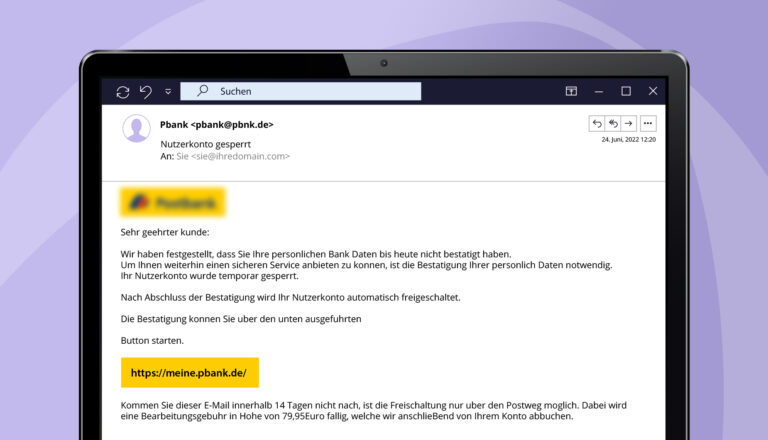 Suchen
Pbank <pbank@pbnk.de>
Nutzerkonto gesperrt
An: Sie <sie@ihredomain.com>
24. Juni, 2022 12:20
Postbank
Sehr geehrter kunde:
Wir haben festgestellt, dass Sie Ihre personlichen Bank Daten bis heute nicht bestatigt haben.
Um Ihnen weiterhin einen sicheren Service anbieten zu konnen, ist die Bestatigung Ihrer personlich Daten notwendig.
Ihr Nutzerkonto wurde temporar gesperrt.
Nach Abschluss der Bestatigung wird Ihr Nutzerkonto automatisch freigeschaltet.
Die Bestatigung konnen Sie uber den unten ausgefuhrten
Button starten.
https://meine.pbank.de/
Kommen Sie dieser E-Mail innerhalb 14 Tagen nicht nach, ist die Freischaltung nur uber den Postweg moglich. Dabei wird
eine Bearbeitungsgebuhr in Hohe von 79,95Euro fallig, welche wir anschließend von Ihrem Konto abbuchen.